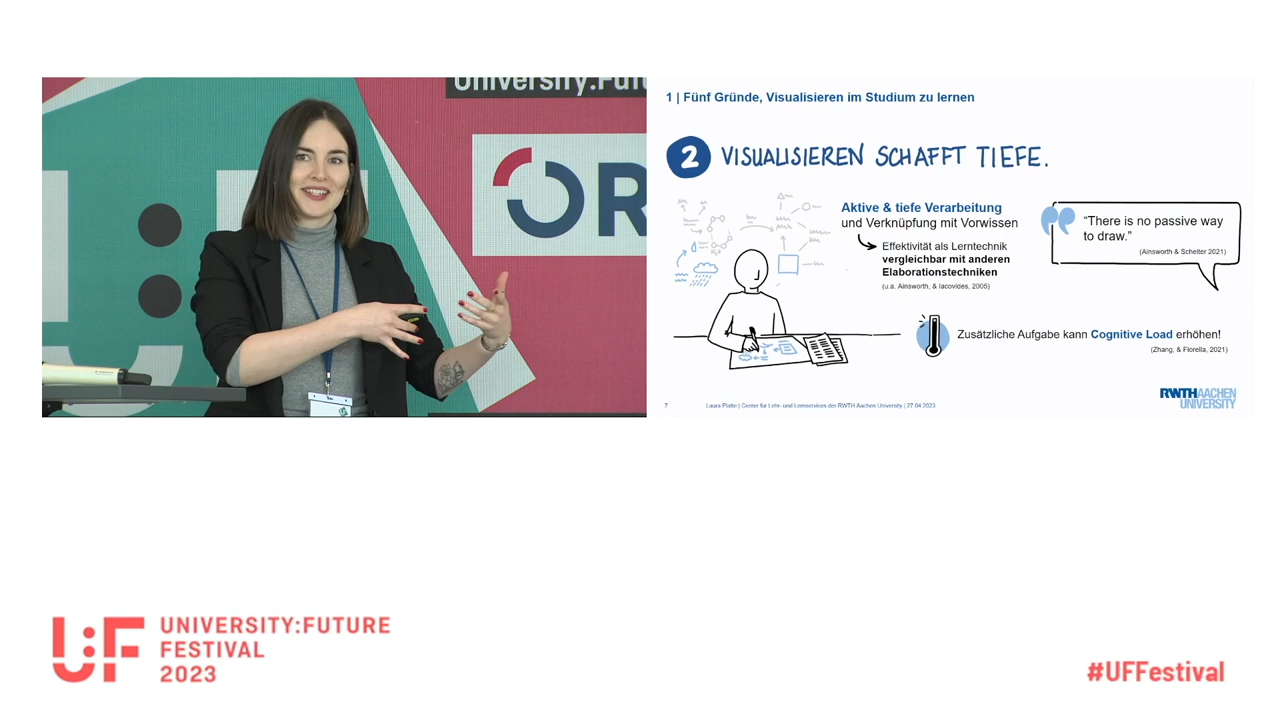 University:Futu
OR
1 | Fünf Gründe, Visualisieren im Studium zu lernen
2 VISUALISIEREN SCHAFFT TIEFE.
Aktive & tiefe Verarbeitung
und Verknüpfung mit Vorwissen
Effektivität als Lerntechnik
vergleichbar mit anderen
Elaborationstechniken
(u.a. Ainsworth, & Iacovides, 2005)
“There is no passive way
to draw.”
(Ainsworth & Scheiter 2021)
Zusätzliche Aufgabe kann Cognitive Load erhöhen!
(Zhang, & Fiorella, 2021)
7 Laura Platte | Center für Lehr- und Lernservices der RWTH Aachen University | 27.04.2023
RWTHAACHEN
UNIVERSITY
U:F
UNIVERSITY:FUTURE
FESTIVAL
2023
#UFFestival